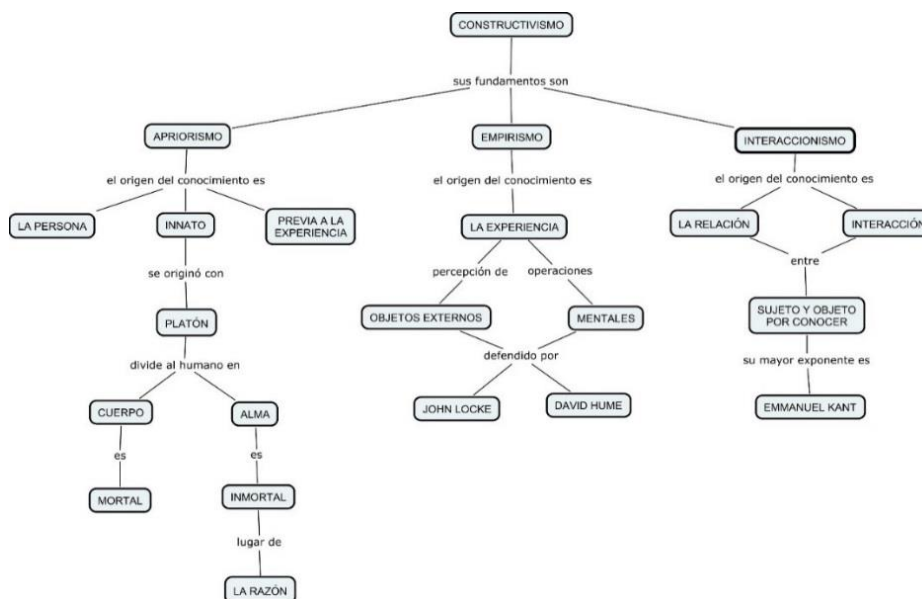 CONSTRUCTIVISMO
sus fundamentos son
APRIORISMO
EMPIRISMO
INTERACCIONISMO
el origen del conocimiento es
el origen del conocimiento es
el origen del conocimiento es
LA PERSONA
INNATO
PREVIA A LA
EXPERIENCIA
LA EXPERIENCIA
LA RELACIÓN
INTERACCIÓN
se originó con
percepción de
operaciones
entre
PLATÓN
OBJETOS EXTERNOS
MENTALES
SUJETO Y OBJETO
POR CONOCER
divide al humano en
defendido por
su mayor exponente es
CUERPO
ALMA
JOHN LOCKE
DAVID HUME
EMMANUEL KANT
es
es
MORTAL
INMORTAL
lugar de
LA RAZÓN